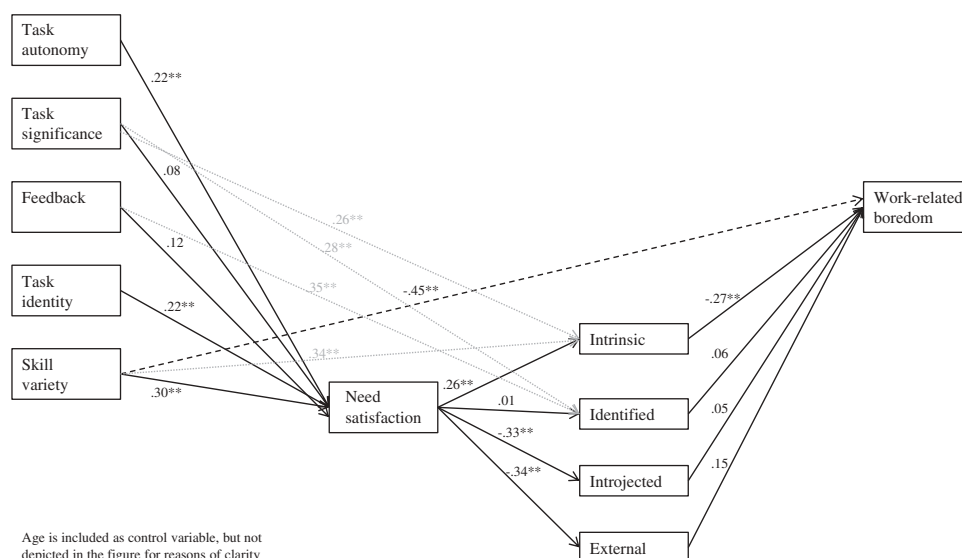 Task
autonomy
.22**
Task
significance
.08
Feedback
.26**
Work-related
boredom
.12
.28**
Task
identity
.35**
-.45**
.22**
-.27**
Intrinsic
Skill
variety
.34**
.06
.30**
Need
satisfaction
.26**
.01
Identified
.05
-.33**
.15
-.34**
Introjected
Age is included as control variable, but not
depicted in the figure for reasons of clarity
External